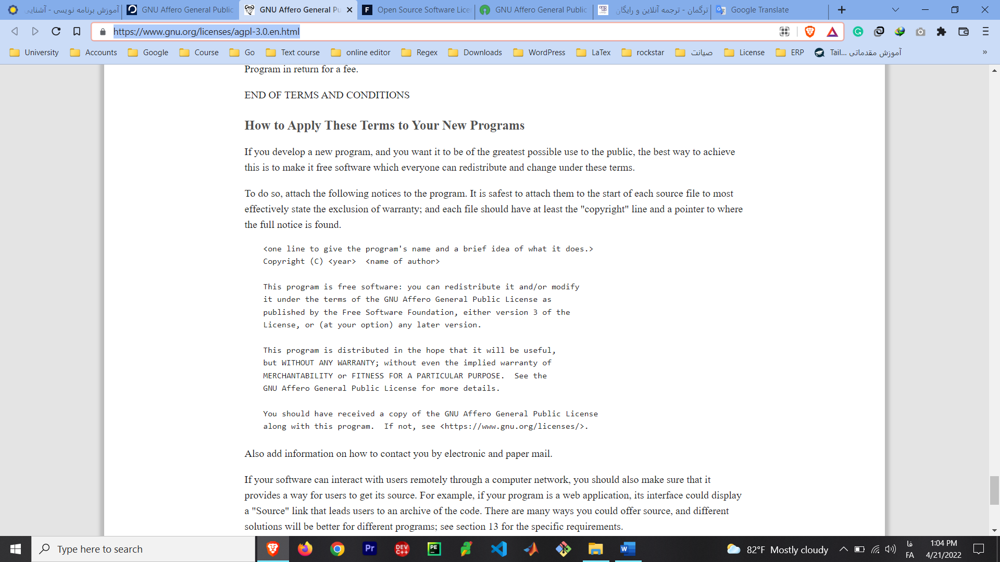 آموزش برنامه نویسی - آشنایی
GNU Affero General Public
GNU Affero General Pu
Open Source Software Lice
GNU Affero General Public
ترگمان - ترجمه آنلاین و رایگان
Google Translate
https://www.gnu.org/licenses/agpl-3.0.en.html
University Accounts Google Course Go Text course online editor Regex Downloads WordPress LaTex rockstar صیانت License ERP Tail... آموزش مقدماتی »
Program in return for a fee.
END OF TERMS AND CONDITIONS
How to Apply These Terms to Your New Programs
If you develop a new program, and you want it to be of the greatest possible use to the public, the best way to achieve
this is to make it free software which everyone can redistribute and change under these terms.
To do so, attach the following notices to the program. It is safest to attach them to the start of each source file to most
effectively state the exclusion of warranty; and each file should have at least the "copyright" line and a pointer to where
the full notice is found.
<one line to give the program's name and a brief idea of what it does.>
Copyright (C) <year>  <name of author>
This program is free software: you can redistribute it and/or modify
it under the terms of the GNU Affero General Public License as
published by the Free Software Foundation, either version 3 of the
License, or (at your option) any later version.
This program is distributed in the hope that it will be useful,
but WITHOUT ANY WARRANTY; without even the implied warranty of
MERCHANTABILITY or FITNESS FOR A PARTICULAR PURPOSE.  See the
GNU Affero General Public License for more details.
You should have received a copy of the GNU Affero General Public License
along with this program.  If not, see <https://www.gnu.org/licenses/>.
Also add information on how to contact you by electronic and paper mail.
If your software can interact with users remotely through a computer network, you should also make sure that it
provides a way for users to get its source. For example, if your program is a web application, its interface could display
a "Source" link that leads users to an archive of the code. There are many ways you could offer source, and different
solutions will be better for different programs; see section 13 for the specific requirements.
Type here to search
Pr
DEV C++
PE
W
82°F Mostly cloudy
فا
FA
1:04 PM
4/21/2022